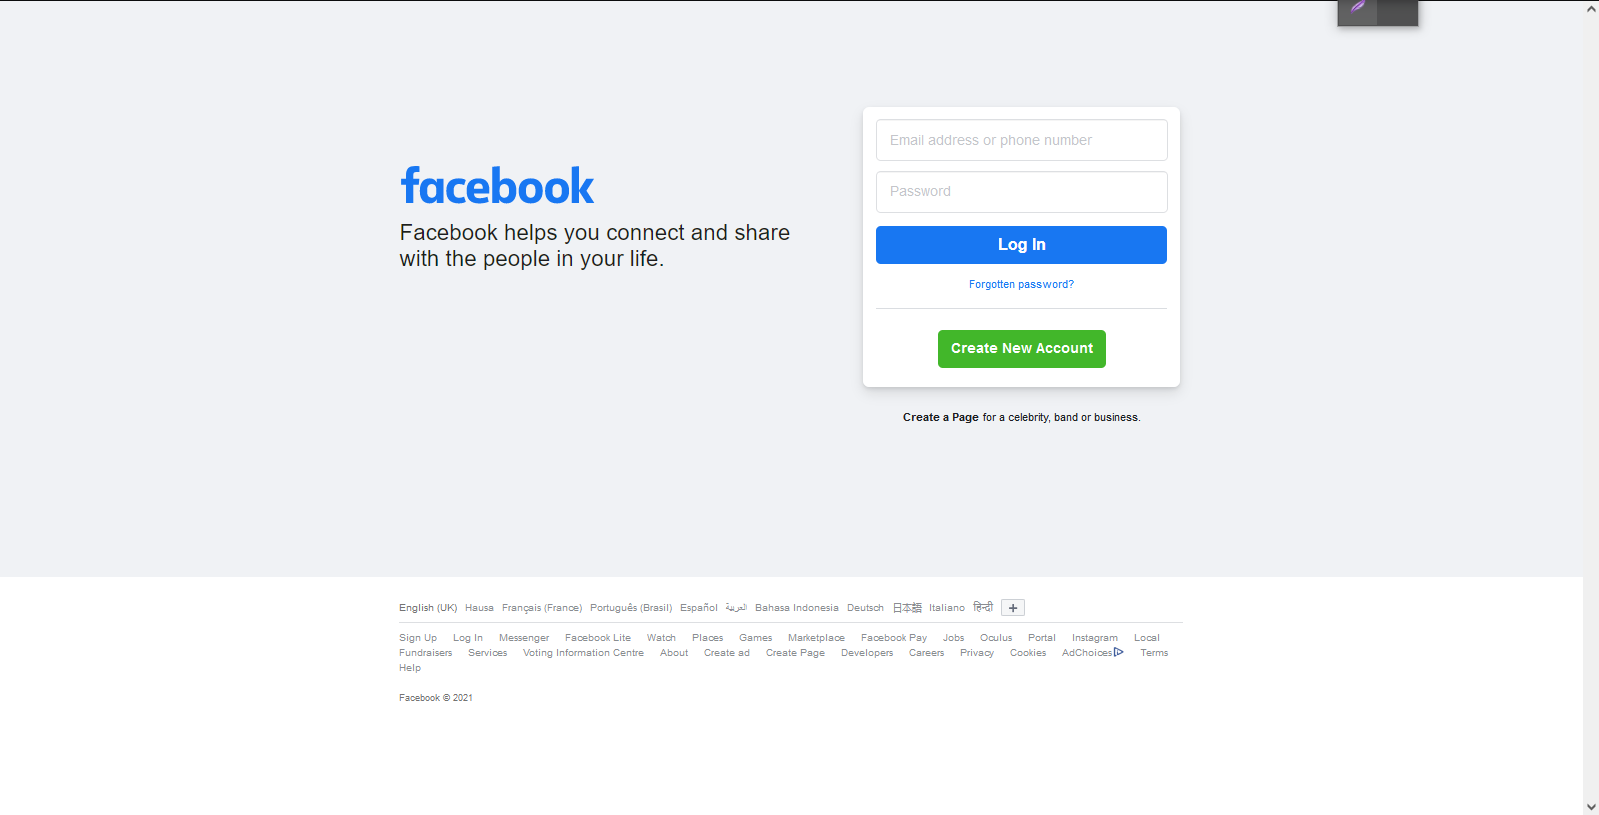 facebook
Facebook helps you connect and share
with the people in your life.
Email address or phone number
Password
Log In
Forgotten password?
Create New Account
Create a Page for a celebrity, band or business.
English (UK) Hausa Français (France) Português (Brasil) Español العربية Bahasa Indonesia Deutsch 日本語 Italiano हिन्दी +
Sign Up Log In Messenger Facebook Lite Watch Places Games Marketplace Facebook Pay Jobs Oculus Portal Instagram Local
Fundraisers Services Voting Information Centre About Create ad Create Page Developers Careers Privacy Cookies AdChoices Terms
Help
Facebook © 2021